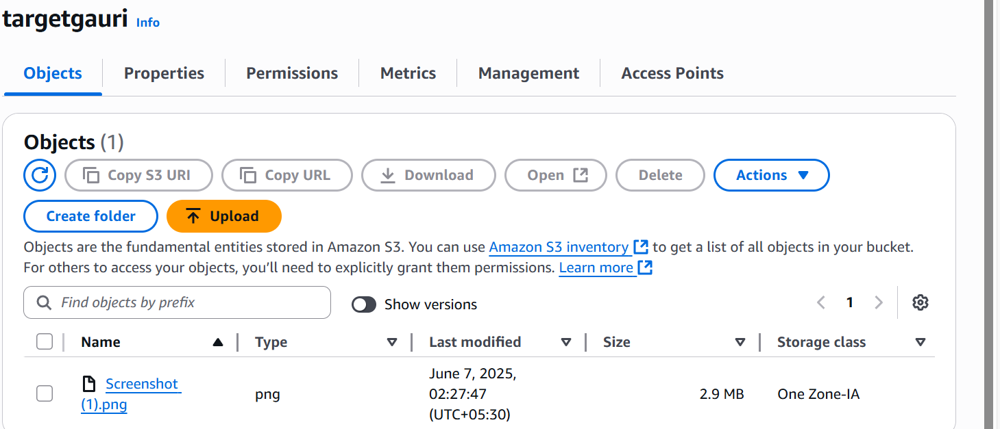 targetgauri Info
Objects Properties Permissions Metrics Management Access Points
Objects (1)
Copy S3 URI Copy URL Download Open Delete Actions
Create folder Upload
Objects are the fundamental entities stored in Amazon S3. You can use Amazon S3 inventory to get a list of all objects in your bucket.
For others to access your objects, you’ll need to explicitly grant them permissions. Learn more
Find objects by prefix Show versions 1
Name Type Last modified Size Storage class
Screenshot (1).png png June 7, 2025, 02:27:47 (UTC+05:30) 2.9 MB One Zone-IA